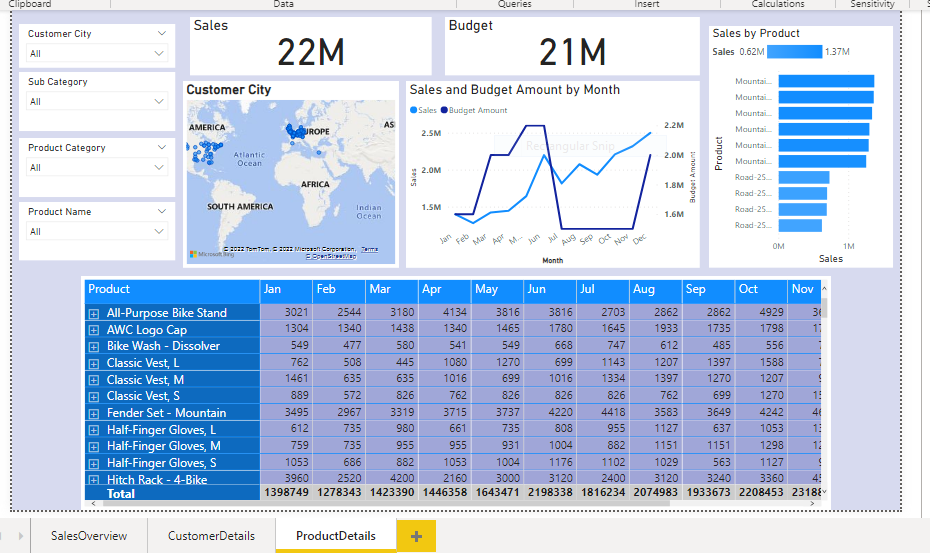 Clipboard
Data
Queries
Insert
Calculations
Sensitivity
Customer City
All
Sub Category
All
Product Category
All
Product Name
All
Sales
22M
Budget
21M
Sales by Product
Sales 0.62M 1.37M
Product
Mountai...
Mountai...
Mountai...
Mountai...
Mountai...
Mountai...
Road-25...
Road-25...
Road-25...
Road-25...
0M 1M
Sales
Customer City
AMERICA
EUROPE
AS
Atlantic
Ocean
AFRICA
SOUTH AMERICA
Indian
Ocean
© 2022 TomTom, © 2022 Microsoft Corporation, Terms
© OpenStreetMap
Microsoft Bing
Sales and Budget Amount by Month
Sales Budget Amount
Rectangular Snip
2.5M
2.0M
1.5M
Sales
2.2M
2.0M
1.8M
1.6M
Budget Amount
Jan Feb Mar Apr M... Jun Jul Aug Sep Oct Nov Dec
Month
Product Jan Feb Mar Apr May Jun Jul Aug Sep Oct Nov
All-Purpose Bike Stand 3021 2544 3180 4134 3816 3816 2703 2862 2862 4929
AWC Logo Cap 1304 1340 1438 1340 1465 1780 1645 1933 1735 1798
Bike Wash - Dissolver 549 477 580 541 549 668 747 612 485 556
Classic Vest, L 762 508 445 1080 1270 699 1143 1207 1397 1588
Classic Vest, M 1461 635 635 1016 699 1016 1334 1397 1270 1207
Classic Vest, S 889 572 826 762 826 826 826 762 699 1270
Fender Set - Mountain 3495 2967 3319 3715 3737 4220 4418 3583 3649 4242
Half-Finger Gloves, L 612 735 980 661 735 808 955 1127 637 1053
Half-Finger Gloves, M 759 735 955 955 931 1004 882 1151 1151 1298
Half-Finger Gloves, S 1053 686 882 1053 1004 1176 1102 1029 563 1127
Hitch Rack - 4-Bike 3960 2520 4200 2160 3000 3120 2400 3120 3240 3360
Total 1398749 1278343 1423390 1446358 1643471 2198338 1816234 2074983 1933673 2208453 23188
SalesOverview
CustomerDetails
ProductDetails